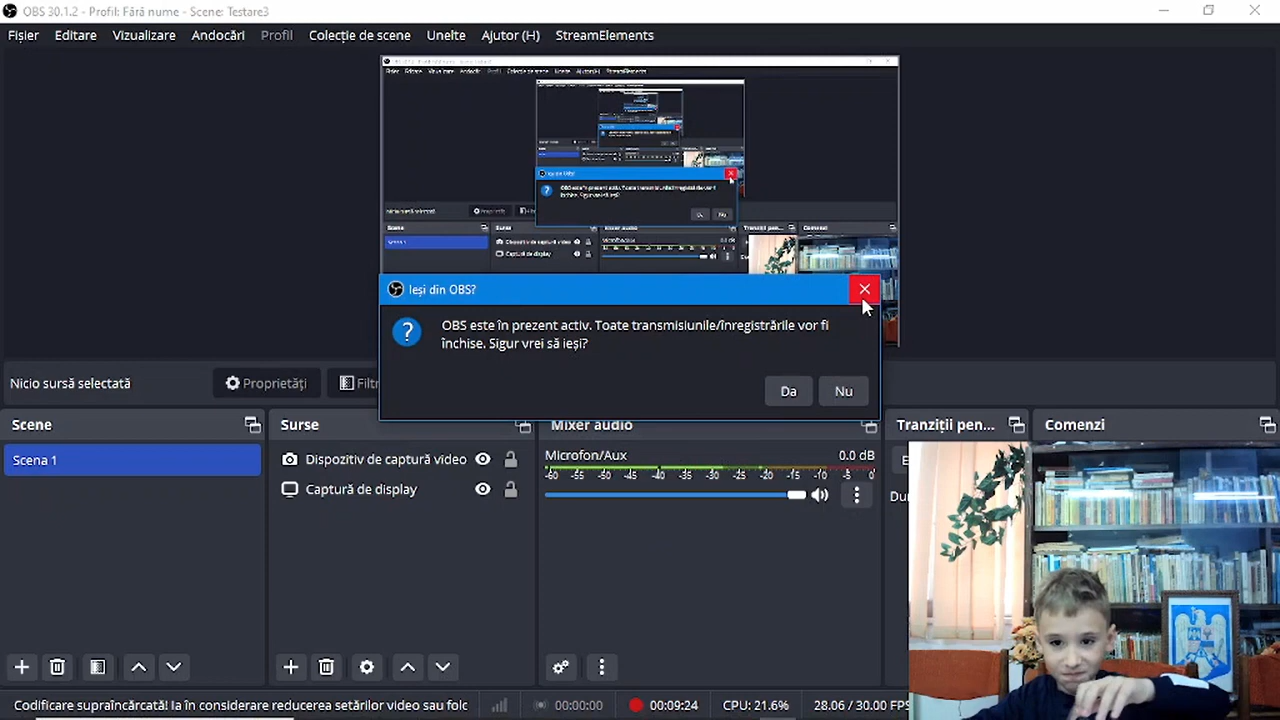 OBS 30.1.2 - Profil: Fără nume - Scene: Testare3
Fișier Editare Vizualizare Andocări Profil Colecție de scene Unelte Ajutor (H) StreamElements
Ieși din OBS?
OBS este în prezent activ. Toate transmisiunile/înregistrările vor fi
închise. Sigur vrei să ieși?
Da Nu
Nicio sursă selectată Proprietăți Filt
Scene Surse Mixer audio Tranziții pen... Comenzi
Scena 1
Dispozitiv de captură video
Captură de display
Microfon/Aux 0.0 dB
-60 -55 -50 -45 -40 -35 -30 -25 -20 -15 -10 -5 0
E
Dur
Codificare supraîncărcată! Ia în considerare reducerea setărilor video sau folc 00:00:00 00:09:24 CPU: 21.6% 28.06 / 30.00 FPS